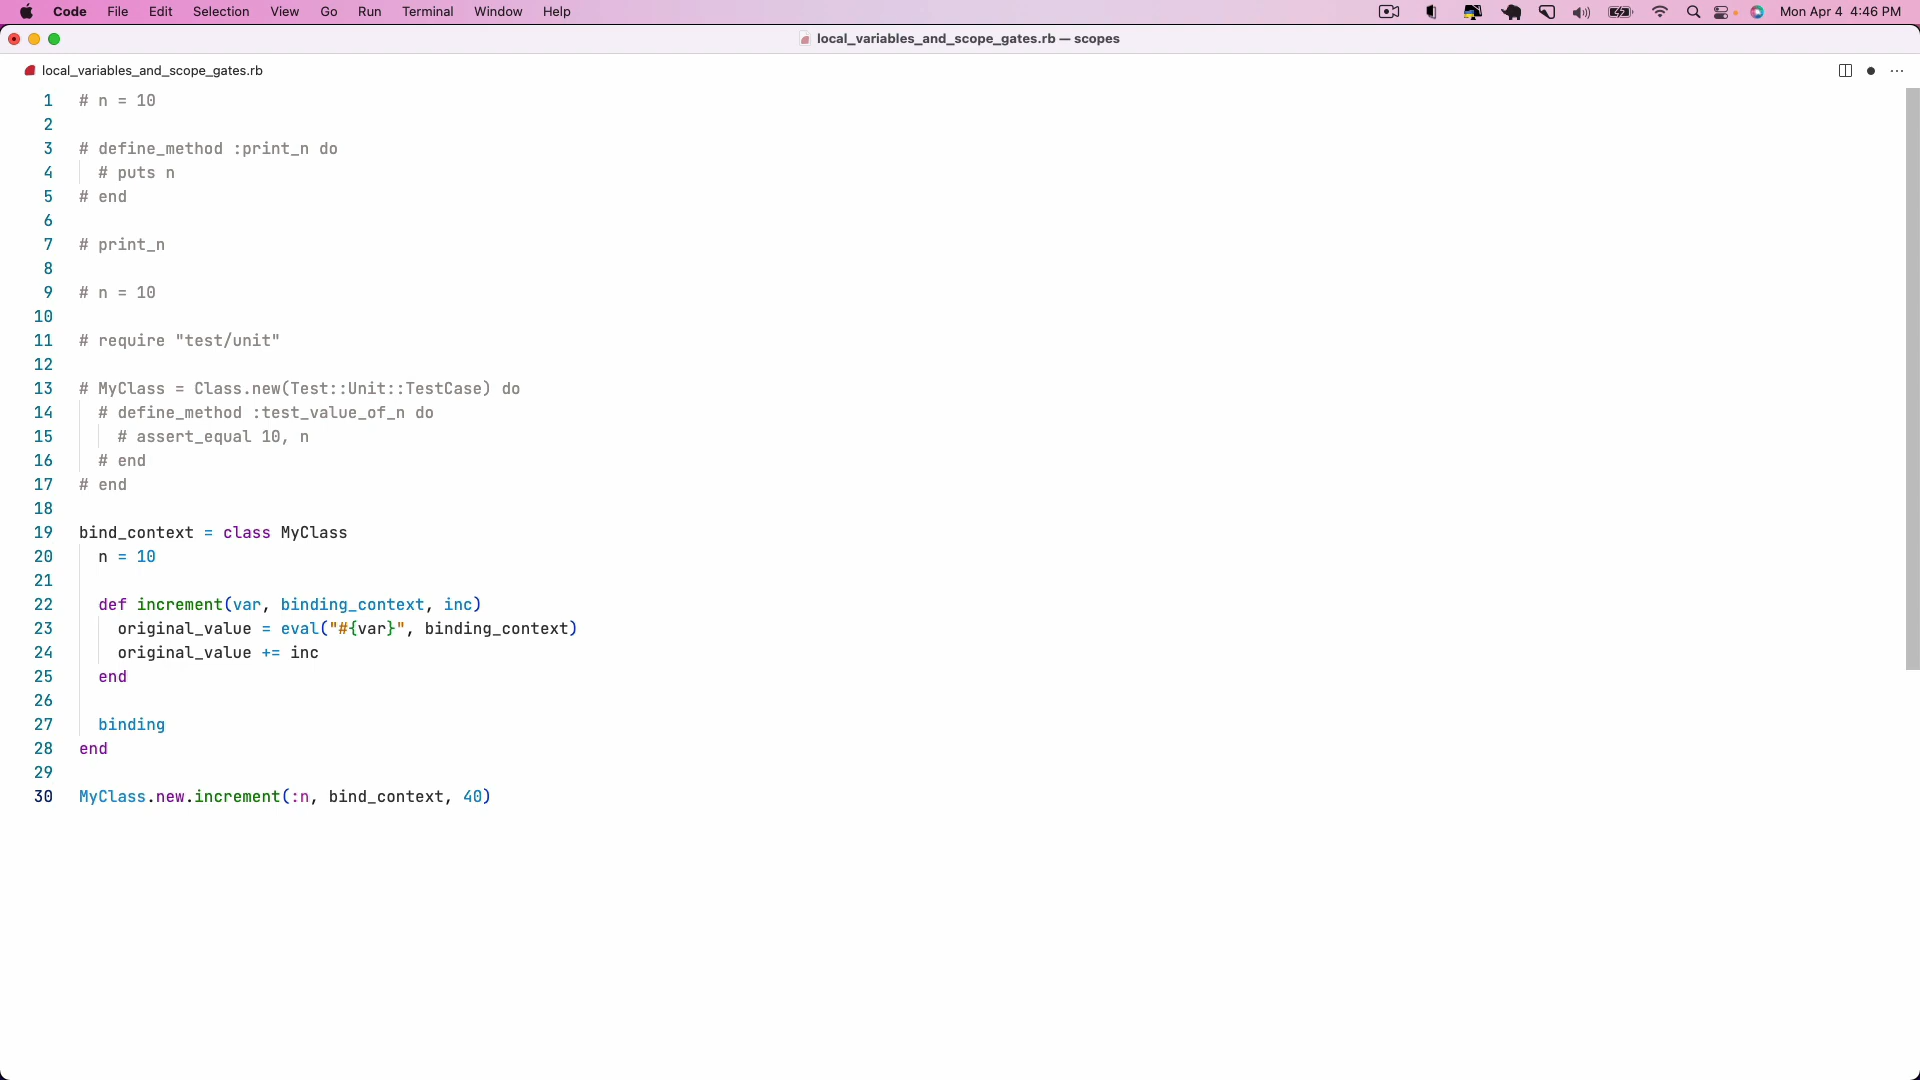 Code File Edit Selection View Go Run Terminal Window Help Mon Apr 4 4:46 PM
local_variables_and_scope_gates.rb — scopes
local_variables_and_scope_gates.rb
1 # n = 10
2
3 # define_method :print_n do
4 # puts n
5 # end
6
7 # print_n
8
9 # n = 10
10
11 # require "test/unit"
12
13 # MyClass = Class.new(Test::Unit::TestCase) do
14 # define_method :test_value_of_n do
15 # assert_equal 10, n
16 # end
17 # end
18
19 bind_context = class MyClass
20 n = 10
21
22 def increment(var, binding_context, inc)
23 original_value = eval("#{var}", binding_context)
24 original_value += inc
25 end
26
27 binding
28 end
29
30 MyClass.new.increment(:n, bind_context, 40)